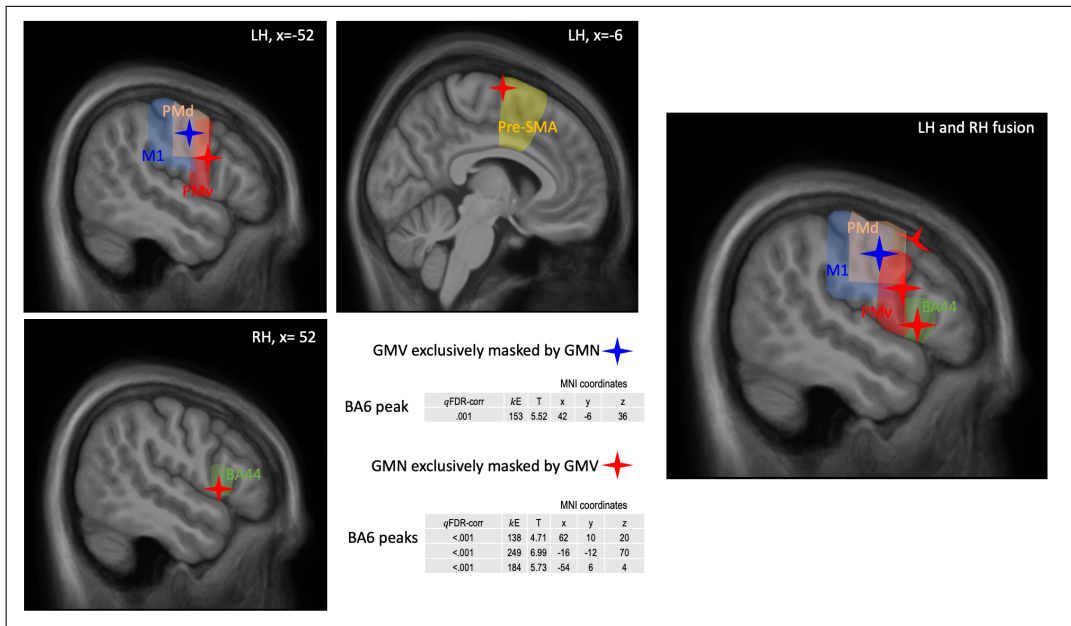 LH, x=-52
PMd
M1
PMv
LH, x=-6
Pre-SMA
LH and RH fusion
PMd
M1
PMv
BA44
RH, x= 52
BA44
GMV exclusively masked by GMN
MNI coordinates
BA6 peak
qFDR-corr kE T x y z
.001 153 5.52 42 -6 36
GMN exclusively masked by GMV
MNI coordinates
BA6 peaks
qFDR-corr kE T x y z
<.001 138 4.71 62 10 20
<.001 249 6.99 -16 -12 70
<.001 184 5.73 -54 6 4